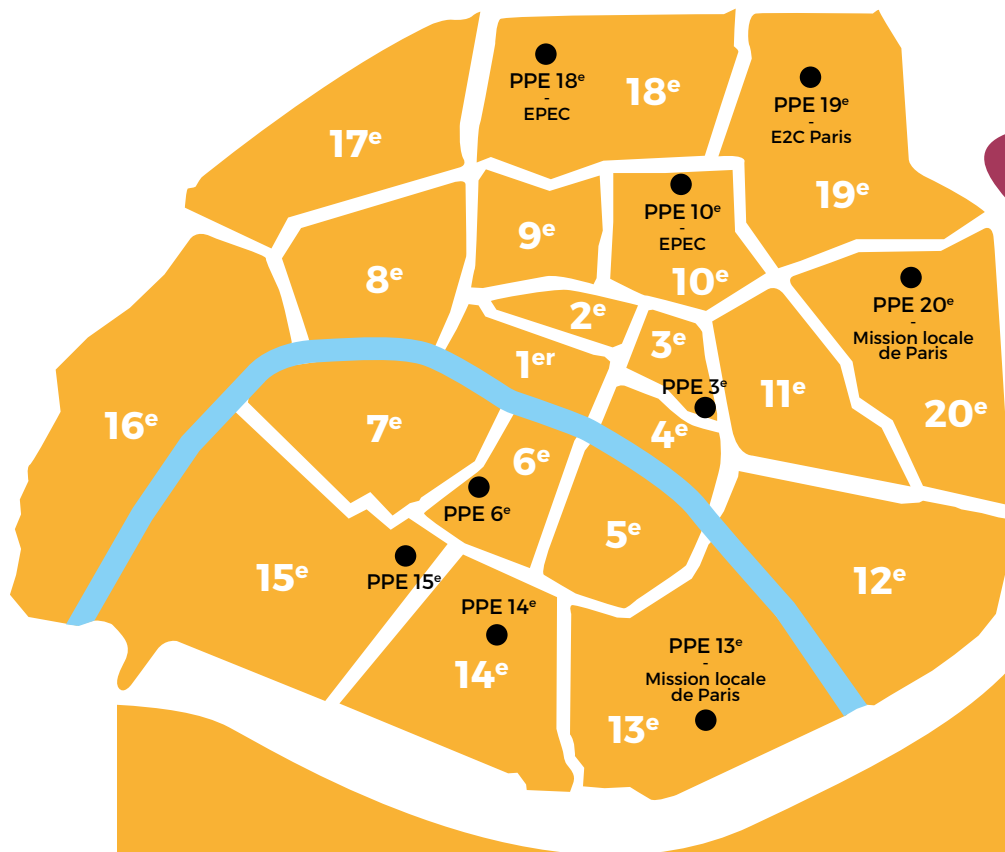 PPE 18ᵉ
-
EPEC
18ᵉ
PPE 19ᵉ
-
E2C Paris
19ᵉ
17ᵉ
PPE 10ᵉ
-
EPEC
10ᵉ
9ᵉ
8ᵉ
PPE 20ᵉ
-
Mission locale
de Paris
20ᵉ
2ᵉ
3ᵉ
1ᵉʳ
PPE 3ᵉ
11ᵉ
16ᵉ
7ᵉ
4ᵉ
6ᵉ
PPE 6ᵉ
5ᵉ
15ᵉ
PPE 15ᵉ
12ᵉ
PPE 14ᵉ
14ᵉ
PPE 13ᵉ
-
Mission locale
de Paris
13ᵉ